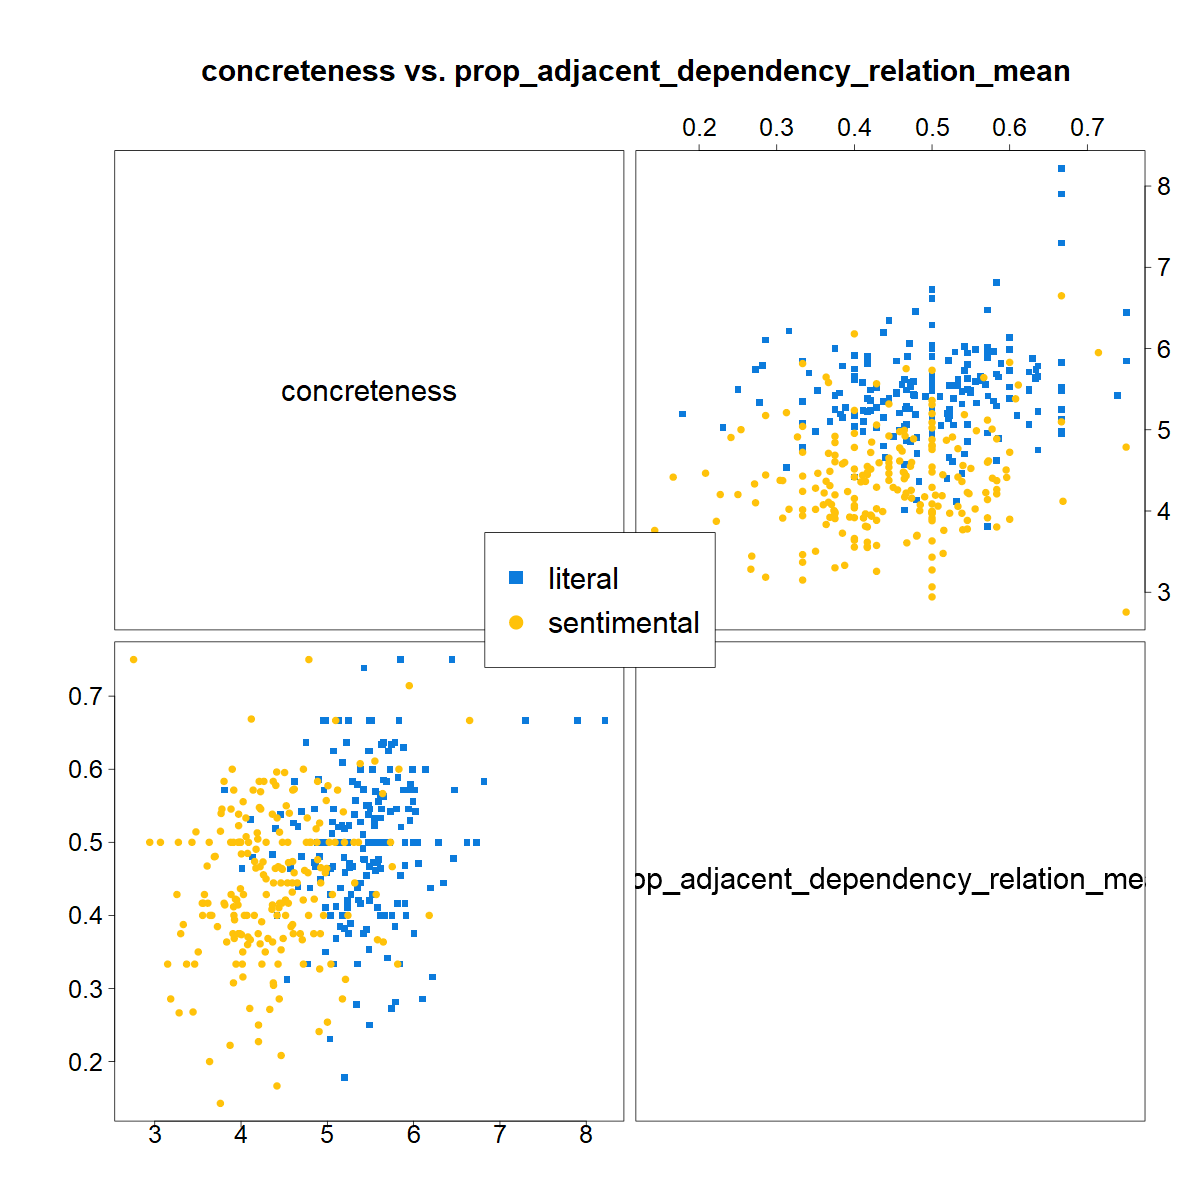 concreteness vs. prop_adjacent_dependency_relation_mean
0.2 0.3 0.4 0.5 0.6 0.7
8
7
6
5
4
3
concreteness
literal
sentimental
0.7
0.6
0.5
0.4
0.3
0.2
op_adjacent_dependency_relation_me
3 4 5 6 7 8